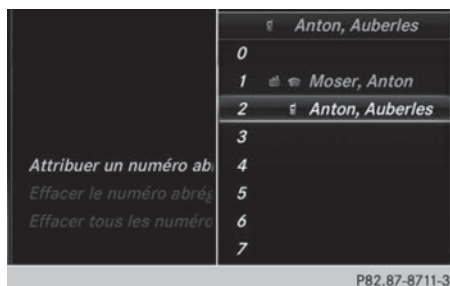 Anton, Auberles
0
1 Moser, Anton
2 Anton, Auberles
3
Attribuer un numéro ab 4
Effacer le numéro abrég 5
Effacer tous les numéro 6
7
P82.87-8711-3